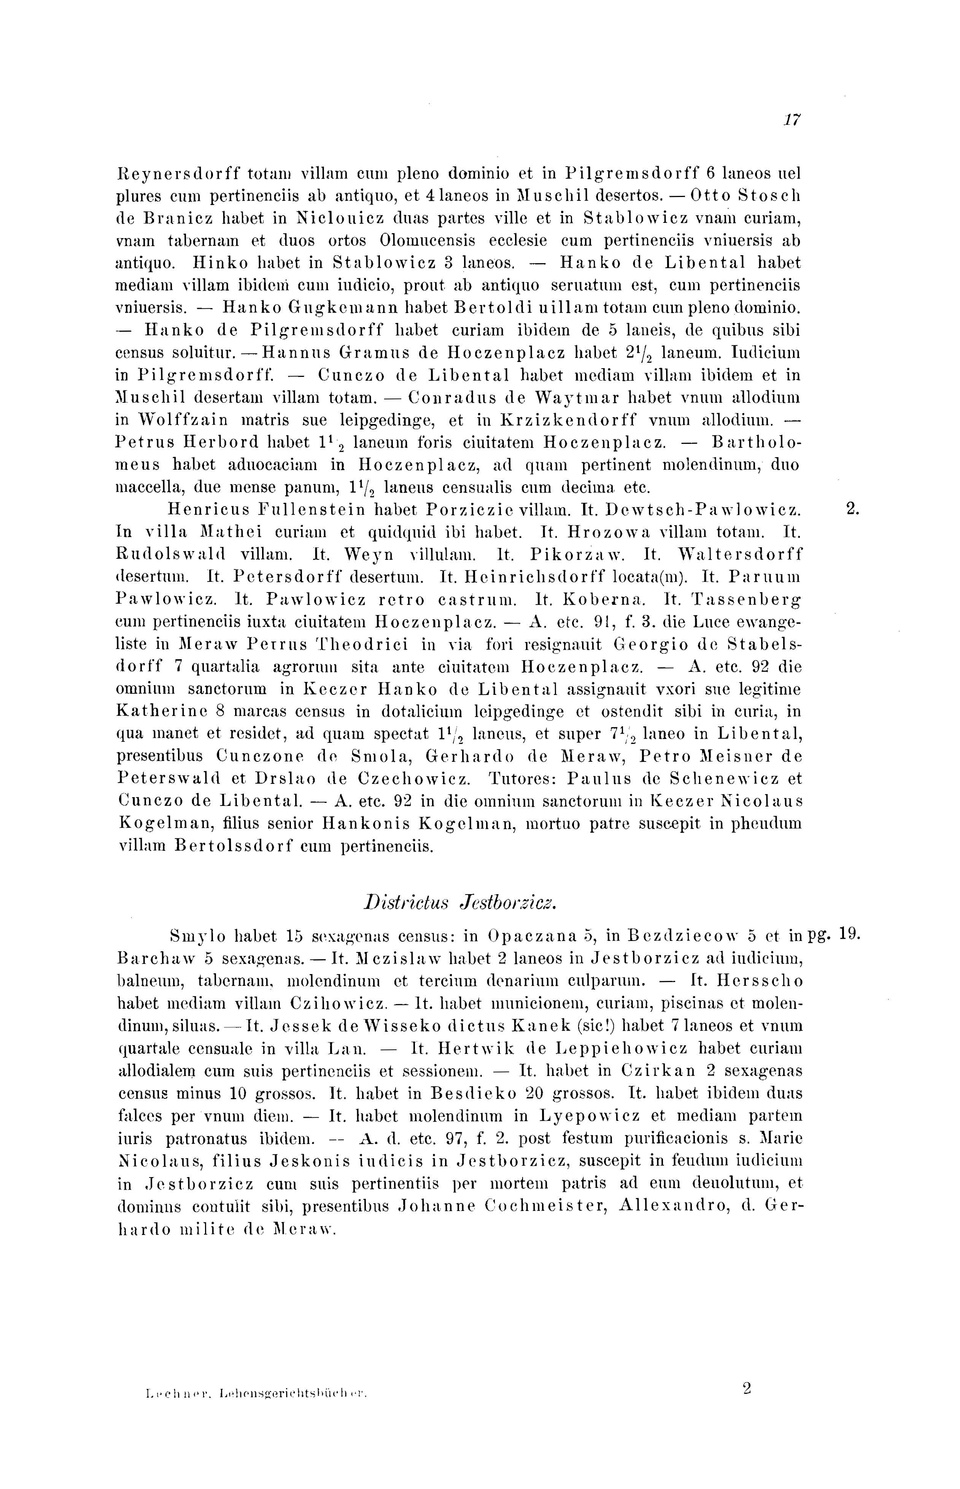 17
Reynersdorff totam villam cum pleno dominio et in Pilgremsdorff 6 laneos uel
plures cum pertinenciis ab antiquo, et 4 laneos in Muschil desertos. — Otto Stosch
de Branicz habet in Niclouicz duas partes ville et in Stablowicz vnam curiam,
vnam tabernam et duos ortos Olomucensis ecclesie cum pertinenciis vniuersis ab
antiquo. Hinko habet in Stablowicz 3 laneos. — Hanko de Libental habet
mediam villam ibidem cum iudicio, prout ab antiquo seruatum est, cum pertinenciis
vniuersis. — Hanko Gugkemann habet Bertoldi uillam totam cum pleno dominio.
— Hanko de Pilgremsdorff habet curiam ibidem de 5 laneis, de quibus sibi
census soluitur. — Hannus Gramus de Hoczenplacz habet 2 1/2 laneum. Iudicium
in Pilgremsdorff. — Cunczo de Libental habet mediam villam ibidem et in
Muschil desertam villam totam. — Conradus de Waytmar habet vnum allodium
in Wolffzain matris sue leipgedinge, et in Krzizkendorff vnum allodium. —
Petrus Herbord habet 1 1/2 laneum foris ciuitatem Hoczenplacz. — Bartholo-
meus habet aduocaciam in Hoczenplacz, ad quam pertinent molendinum, duo
maccella, due mense panum, 1 1/2 laneus censualis cum decima etc.
Henricus Fullenstein habet Porziczic villam. It. Dewtsch-Pawlowicz. 2.
In villa Mathei curiam et quidquid ibi habet. It. Hrozowa villam totam. It.
Rudolswald villam. It. Weyn villulam. It. Pikorzaw. It. Waltersdorff
desertum. It. Petersdorff desertum. It. Heinrichsdorff locata(m). It. Paruum
Pawlowicz. It. Pawlowicz retro castrum. It. Koberna. It. Tassenberg
cum pertinenciis iuxta ciuitatem Hoczenplacz. — A. etc. 91, f. 3. die Luce ewange-
liste in Meraw Petrus Theodrici in via fori resignauit Georgio de Stabels-
dorff 7 quartalia agrorum sita ante ciuitatem Hoczenplacz. — A. etc. 92 die
omnium sanctorum in Keczer Hanko de Libental assignauit vxori sue legitime
Katherine 8 marcas census in dotalicium leipgedinge et ostendit sibi in curia, in
qua manet et residet, ad quam spectat 1 1/2 laneus, et super 7 1/2 laneo in Libental,
presentibus Cunczone de Smola, Gerhardo de Meraw, Petro Meisner de
Peterswald et Drslao de Czechowicz. Tutores: Paulus de Schenewicz et
Cunczo de Libental. — A. etc. 92 in die omnium sanctorum in Keczer Nicolaus
Kogelman, filius senior Hankonis Kogelman, mortuo patre suscepit in pheudum
villam Bertolssdorf cum pertinenciis.
Districtus Jestborzicz.
Smylo habet 15 sexagenas census: in Opaczana 5, in Bezdziecow 5 et in pg. 19.
Barchaw 5 sexagenas. — It. Mczislaw habet 2 laneos in Jestborzicz ad iudicium,
balneum, tabernam, molendinum et tercium denarium culparum. — It. Hersscho
habet mediam villam Czihowicz. — It. habet municionem, curiam, piscinas et molen-
dinum, siluas. — It. Jessek de Wisseko dictus Kanek (sic!) habet 7 laneos et vnum
quartale censuale in villa Lan. — It. Hertwik de Leppiehowicz habet curiam
allodialem cum suis pertinenciis et sessionem. — It. habet in Czirkan 2 sexagenas
census minus 10 grossos. It. habet in Besdieko 20 grossos. It. habet ibidem duas
falces per vnum diem. — It. habet molendinum in Lyepowicz et mediam partem
iuris patronatus ibidem. — A. d. etc. 97, f. 2. post festum purificacionis s. Marie
Nicolaus, filius Jeskonis iudicis in Jestborzicz, suscepit in feudum iudicium
in Jestborzicz cum suis pertinentiis per mortem patris ad eum deuolutum, et
dominus contulit sibi, presentibus Johanne Cochmeister, Allexandro, d. Ger-
hardo milite de Meraw.
Lechner. Lehensgerichtsbücher. 2